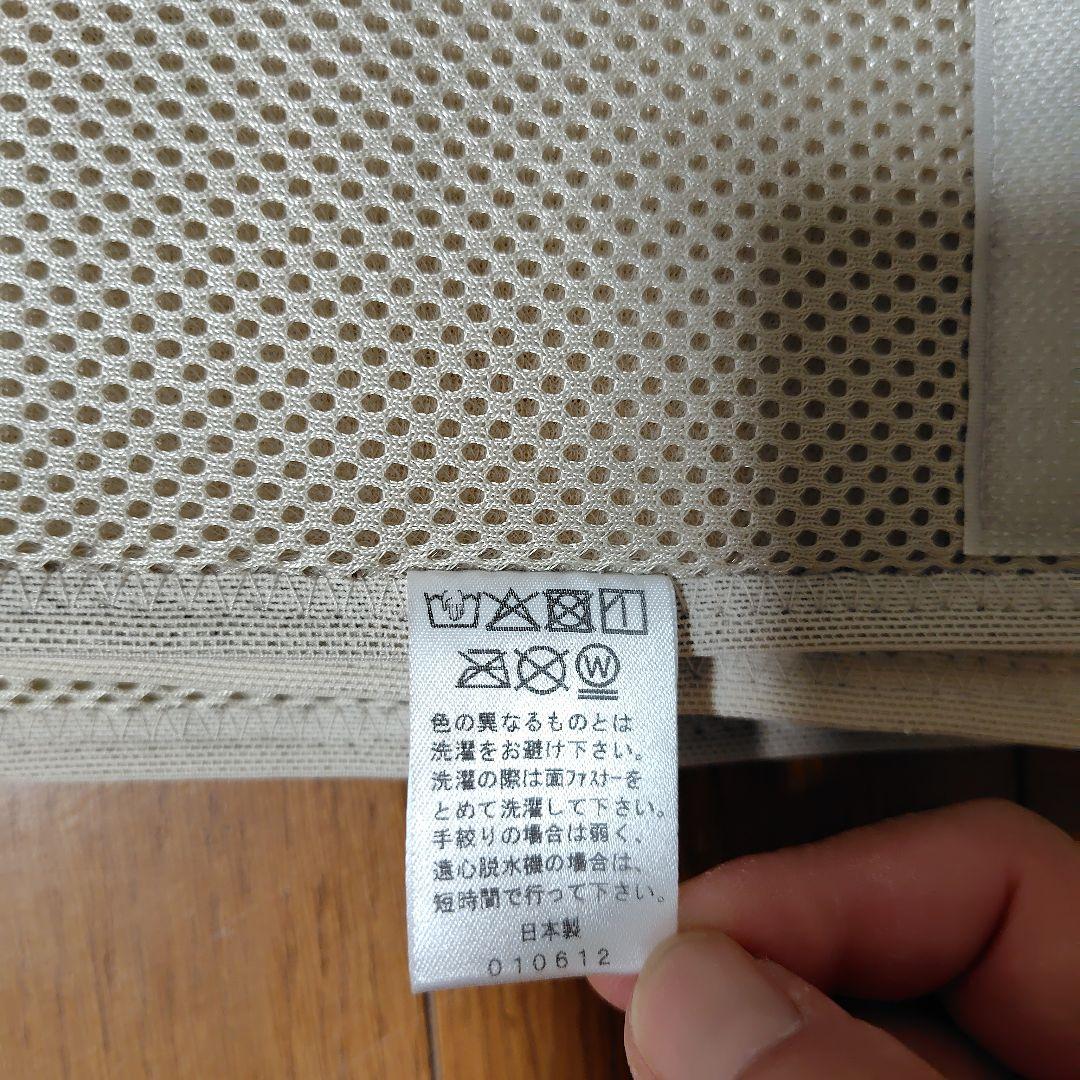 W
色の異なるものとは
洗濯をお避け下さい。
洗濯の際は面ﾌｧｽﾅｰを
とめて洗濯して下さい。
手絞りの場合は弱く、
遠心脱水機の場合は、
短時間で行って下さい。
日本製
010612